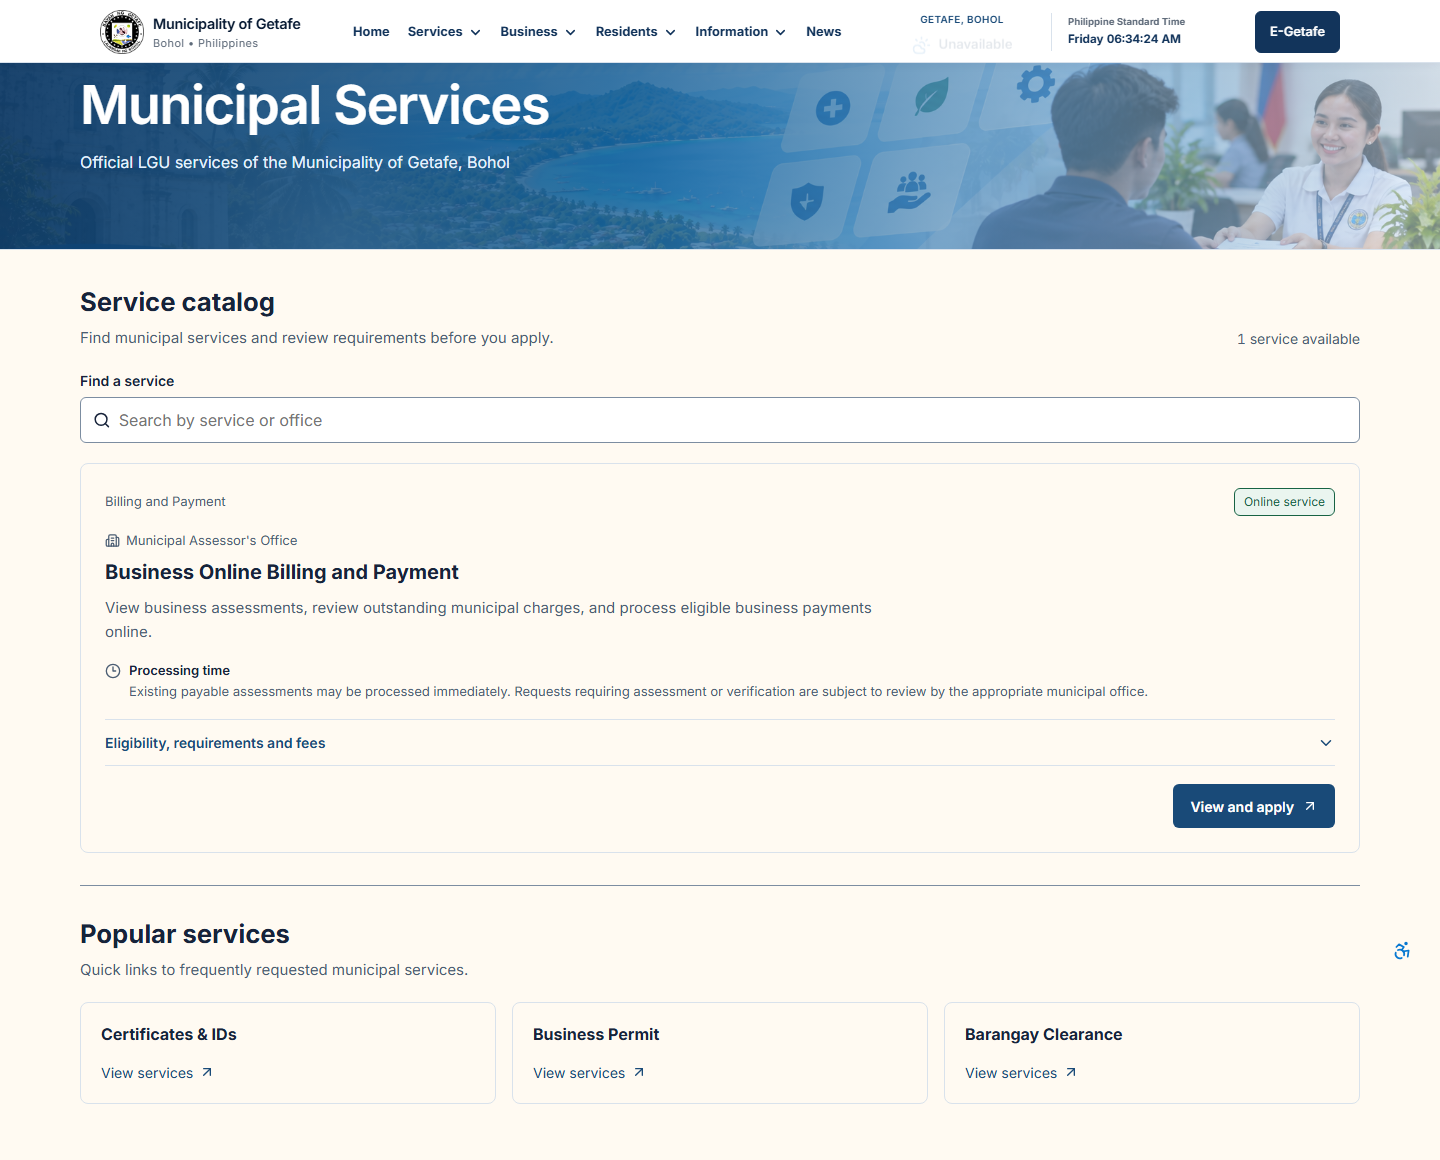 Municipality of Getafe
Bohol • Philippines
Home
Services
Business
Residents
Information
News
GETAFE, BOHOL
Unavailable
Philippine Standard Time
Friday 06:34:24 AM
E-Getafe
Municipal Services
Official LGU services of the Municipality of Getafe, Bohol
Service catalog
Find municipal services and review requirements before you apply.
1 service available
Find a service
Search by service or office
Billing and Payment
Online service
Municipal Assessor's Office
Business Online Billing and Payment
View business assessments, review outstanding municipal charges, and process eligible business payments
online.
Processing time
Existing payable assessments may be processed immediately. Requests requiring assessment or verification are subject to review by the appropriate municipal office.
Eligibility, requirements and fees
View and apply
Popular services
Quick links to frequently requested municipal services.
Certificates & IDs
View services
Business Permit
View services
Barangay Clearance
View services